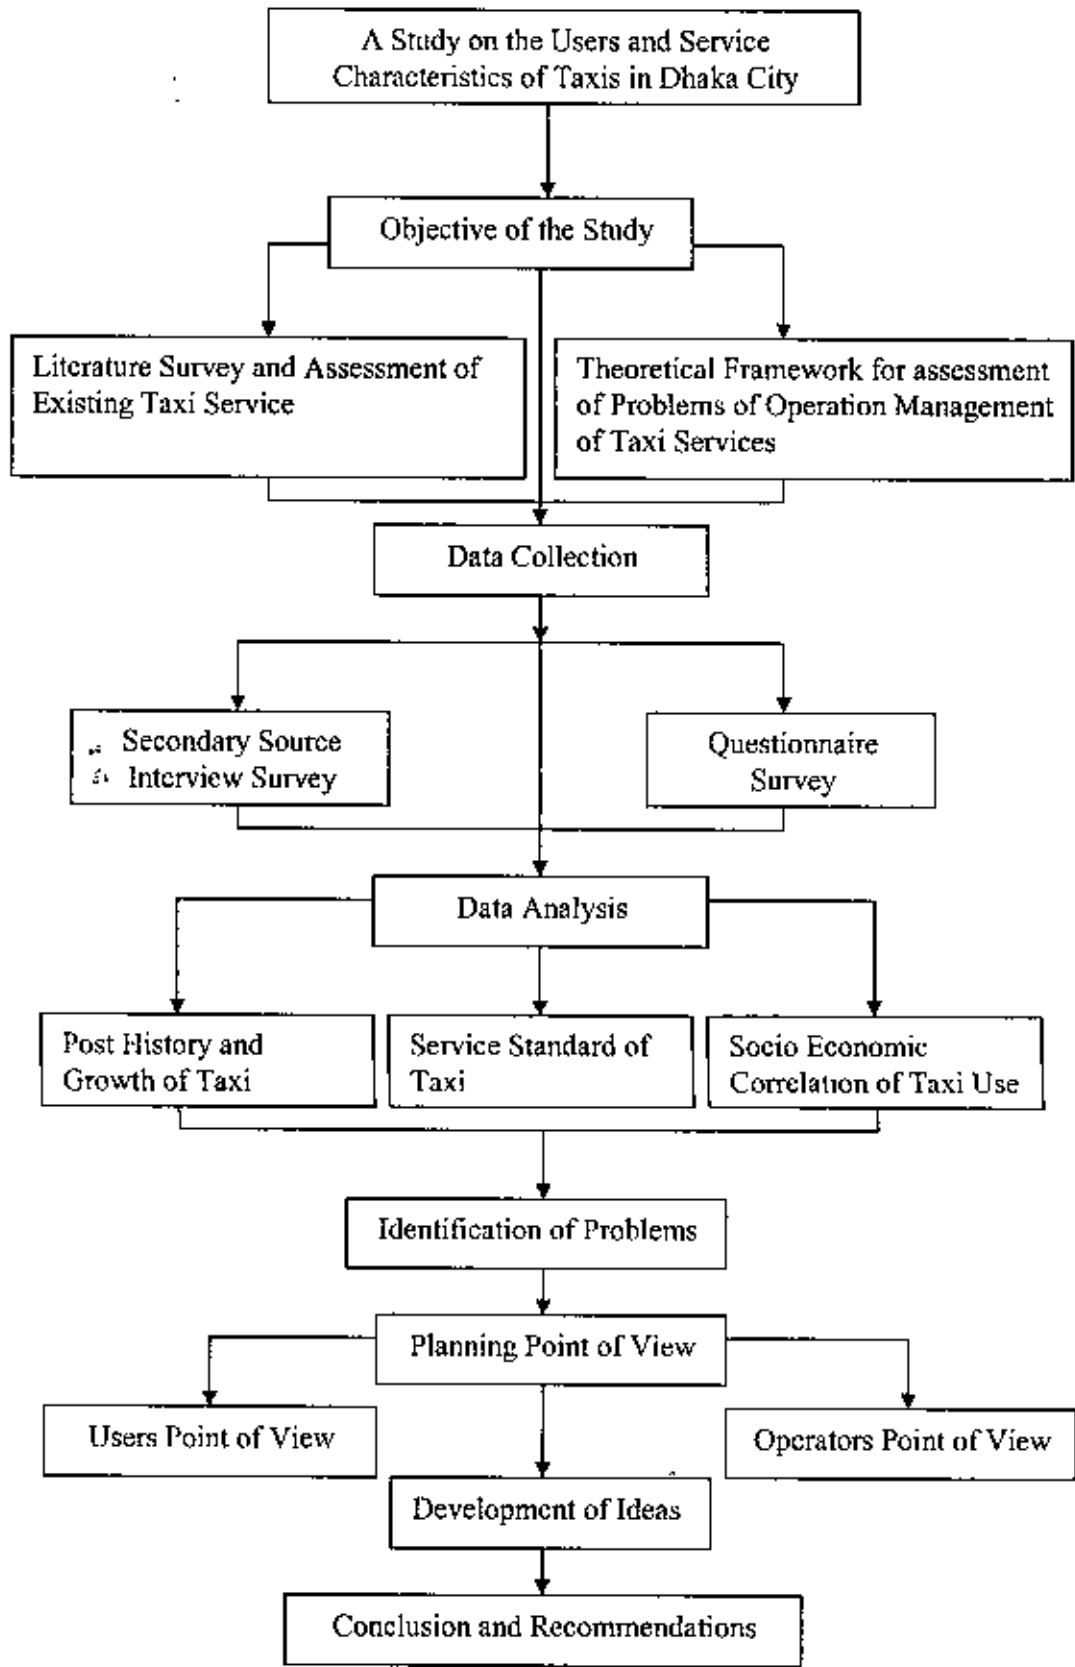 A Study on the Users and Service
Characteristics of Taxis in Dhaka City
Objective of the Study
Literature Survey and Assessment of
Existing Taxi Service
Theoretical Framework for assessment
of Problems of Operation Management
of Taxi Services
Data Collection
Secondary Source
Interview Survey
Questionnaire
Survey
Data Analysis
Post History and
Growth of Taxi
Service Standard of
Taxi
Socio Economic
Correlation of Taxi Use
Identification of Problems
Planning Point of View
Users Point of View
Operators Point of View
Development of Ideas
Conclusion and Recommendations